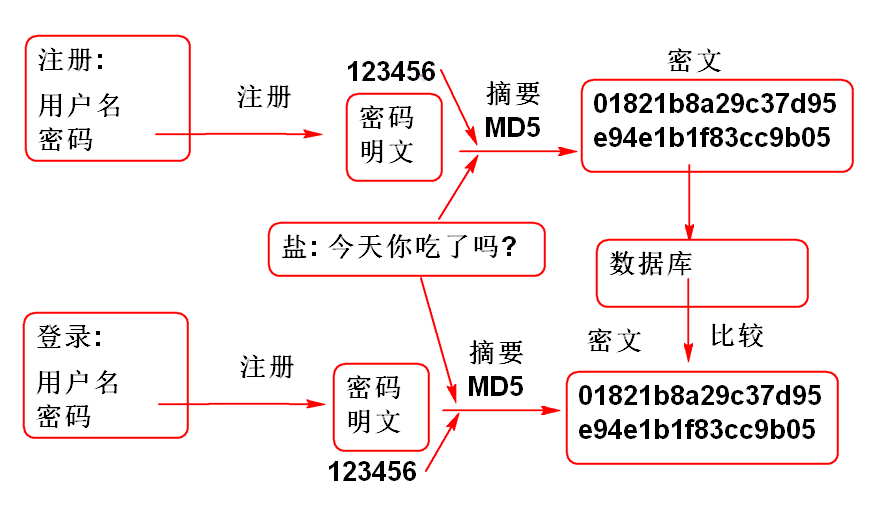 注册:
用户名
密码
注册
123456
密码
明文
摘要
MD5
密文
01821b8a29c37d95
e94e1b1f83cc9b05
盐: 今天你吃了吗?
数据库
登录:
用户名
密码
注册
密码
明文
123456
摘要
MD5
密文
比较
01821b8a29c37d95
e94e1b1f83cc9b05